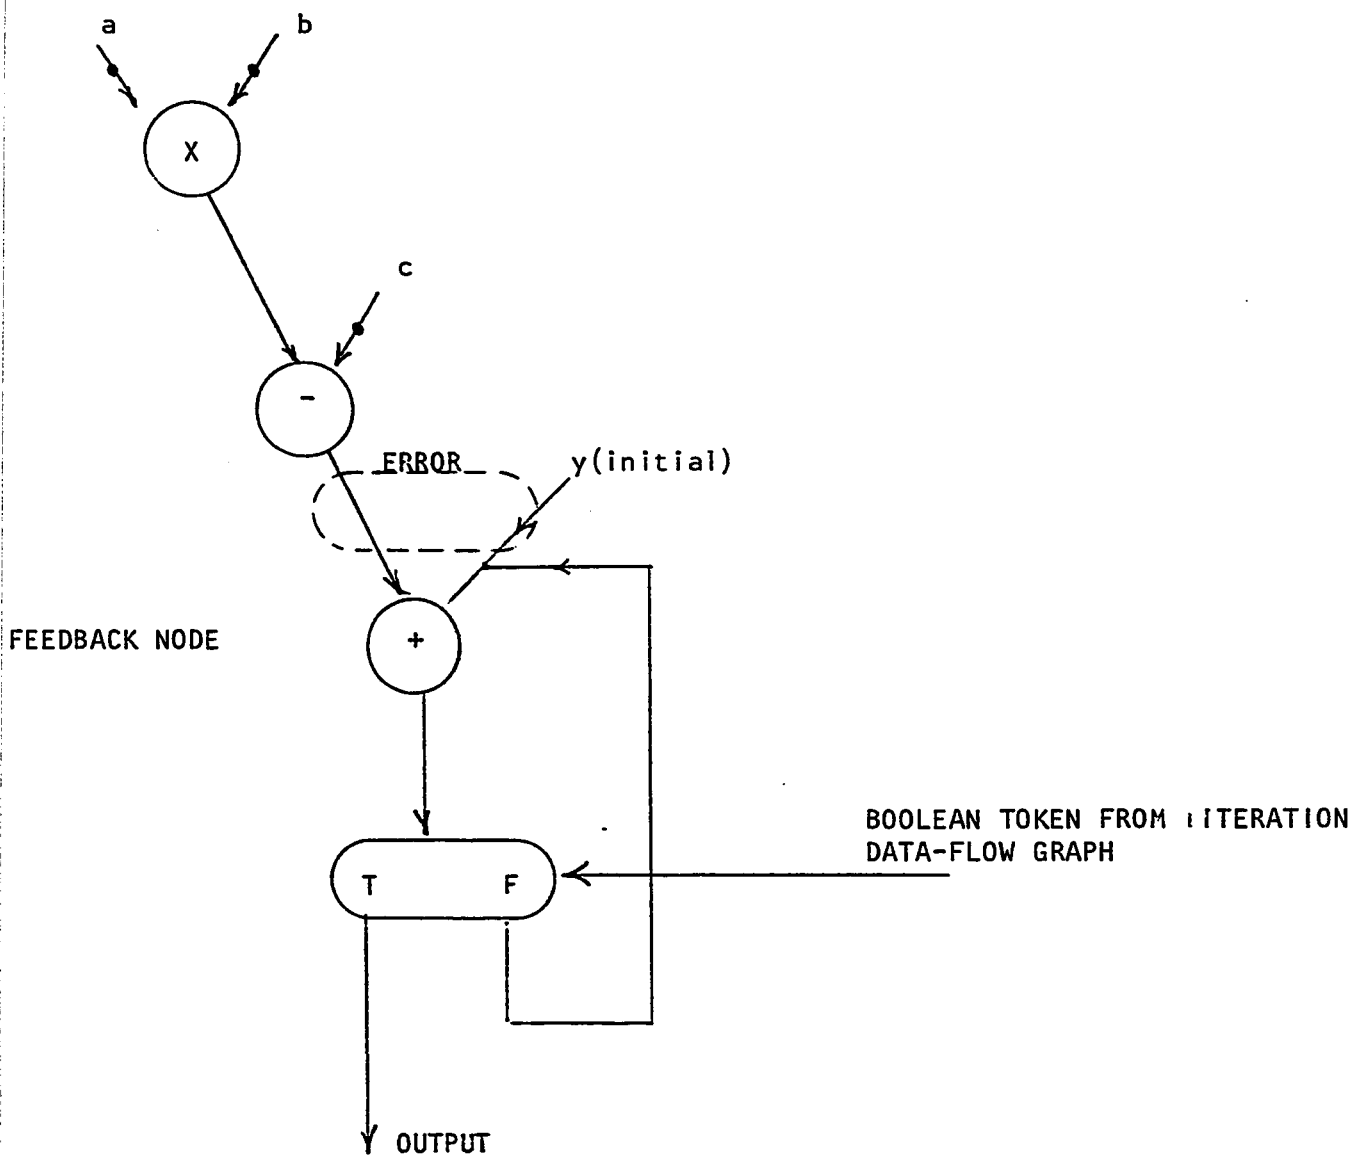 a
b
X
c
-
ERROR
y(initial)
FEEDBACK NODE
+
BOOLEAN TOKEN FROM ITERATION
DATA-FLOW GRAPH
T F
OUTPUT